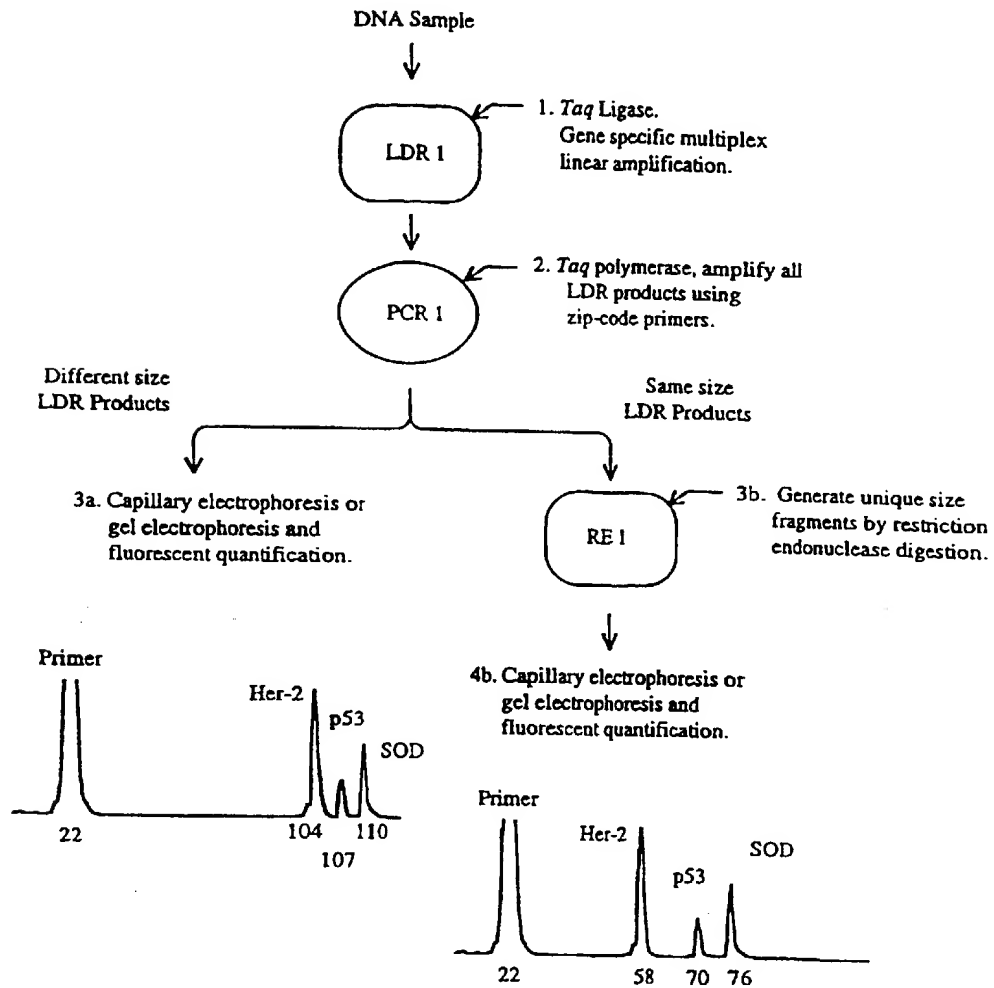 DNA Sample
1. Taq Ligase.
Gene specific multiplex
linear amplification.
LDR 1
2. Taq polymerase, amplify all
LDR products using
zip-code primers.
PCR 1
Different size
LDR Products
Same size
LDR Products
3a. Capillary electrophoresis or
gel electrophoresis and
fluorescent quantification.
RE 1
3b. Generate unique size
fragments by restriction
endonuclease digestion.
Primer
Her-2
p53
SOD
22
104
110
107
4b. Capillary electrophoresis or
gel electrophoresis and
fluorescent quantification.
Primer
Her-2
p53
SOD
22
58
70
76